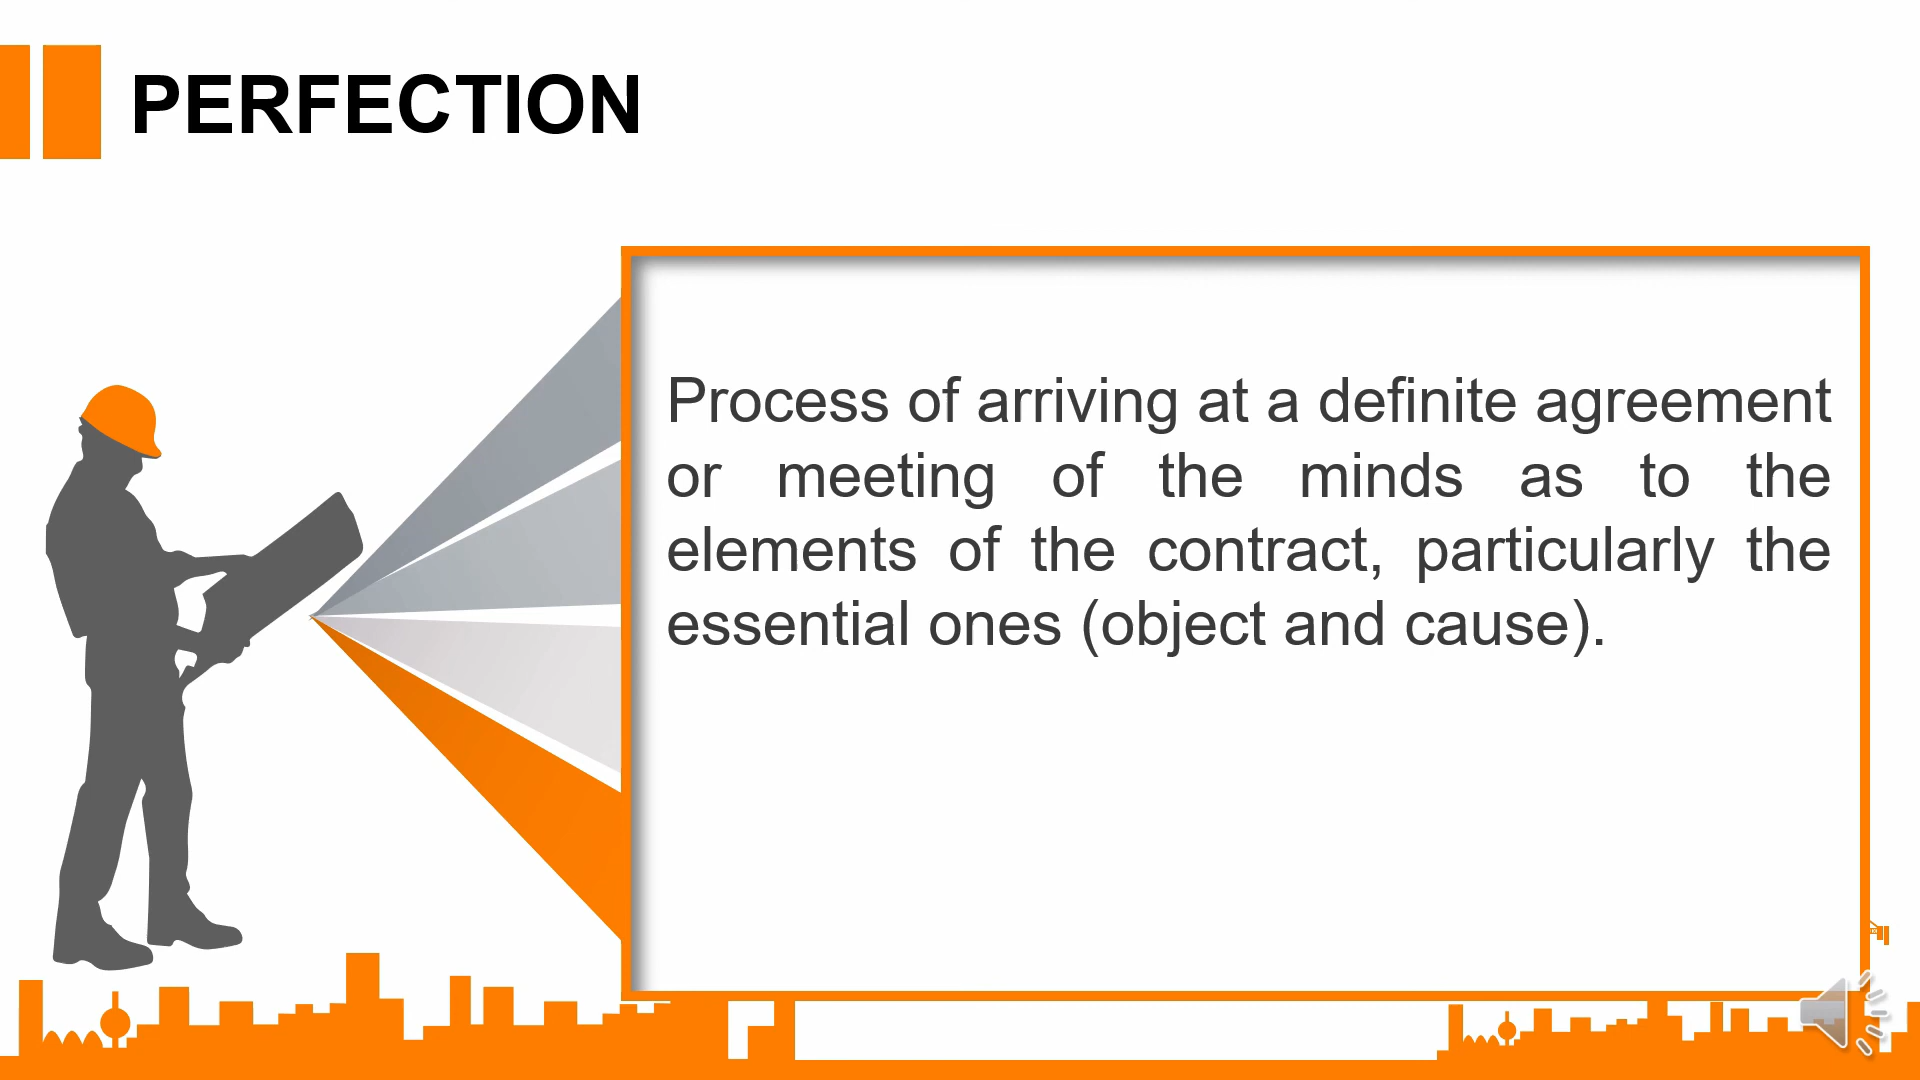 PERFECTION
Process of arriving at a definite agreement
or meeting of the minds as to the
elements of the contract, particularly the
essential ones (object and cause).